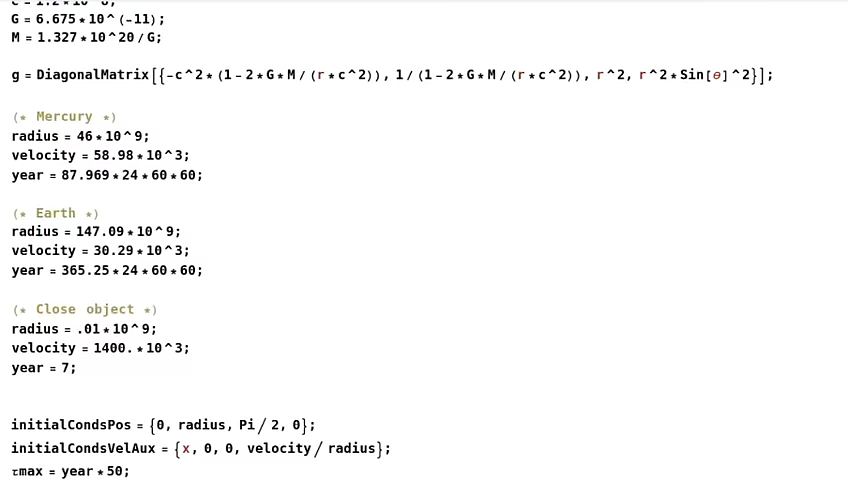 G = 6.675*10^(-11);
M = 1.327*10^20/G;
g = DiagonalMatrix[{-c^2*(1-2*G*M/(r*c^2)), 1/(1-2*G*M/(r*c^2)), r^2, r^2*Sin[θ]^2}];
(* Mercury *)
radius = 46*10^9;
velocity = 58.98*10^3;
year = 87.969*24*60*60;
(* Earth *)
radius = 147.09*10^9;
velocity = 30.29*10^3;
year = 365.25*24*60*60;
(* Close object *)
radius = .01*10^9;
velocity = 1400.*10^3;
year = 7;
initialCondsPos = {0, radius, Pi/2, 0};
initialCondsVelAux = {x, 0, 0, velocity/radius};
τmax = year*50;